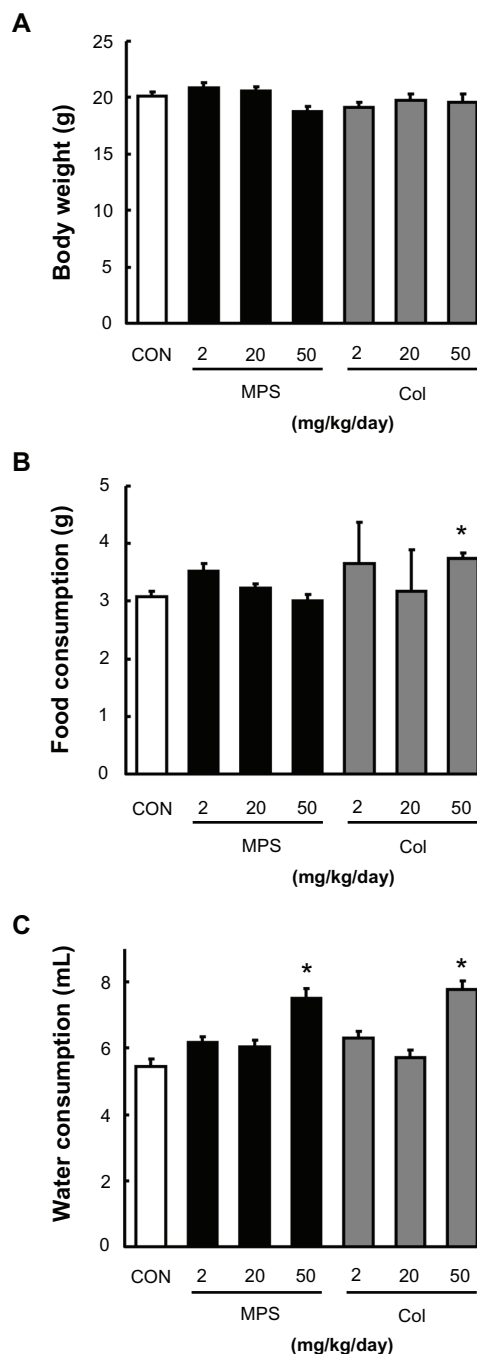 A
Body weight (g)
25
20
15
10
5
0
CON 2 20 50 2 20 50
MPS Col
(mg/kg/day)
B
Food consumption (g)
5
4
3
2
1
0
*
CON 2 20 50 2 20 50
MPS Col
(mg/kg/day)
C
Water consumption (mL)
8
6
4
2
0
* *
CON 2 20 50 2 20 50
MPS Col
(mg/kg/day)